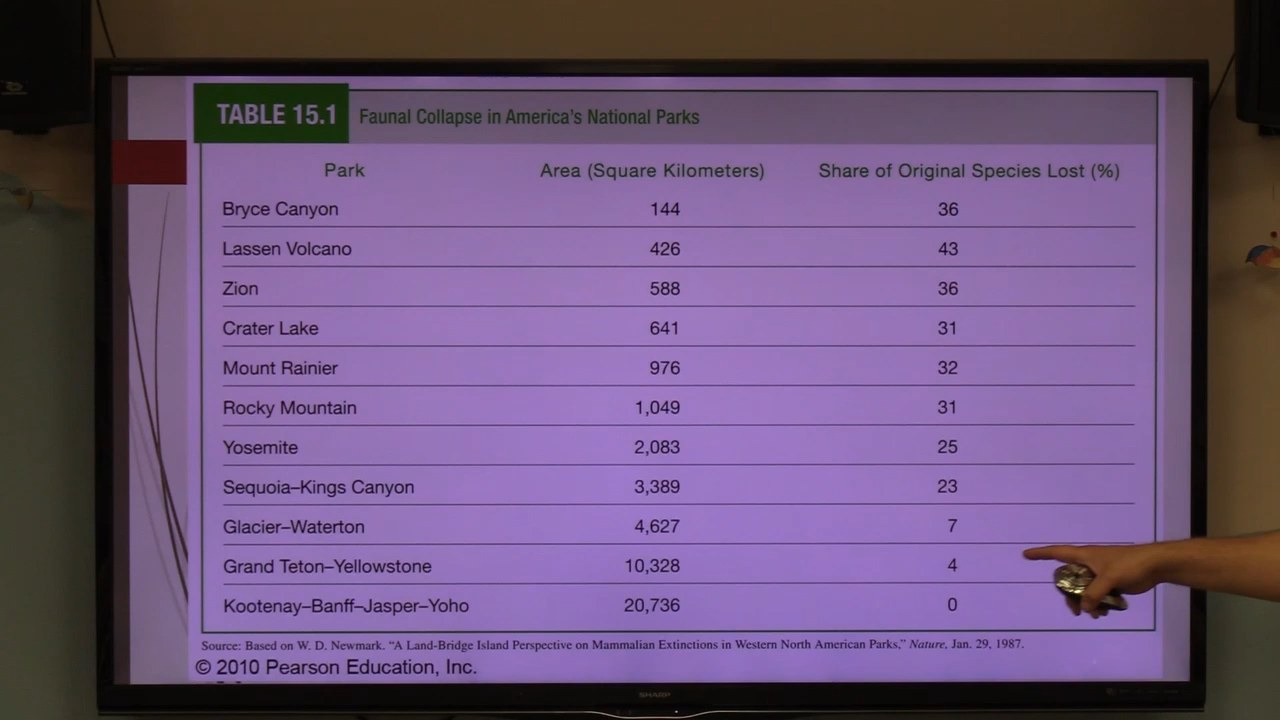 TABLE 15.1 Faunal Collapse in America's National Parks
Park Area (Square Kilometers) Share of Original Species Lost (%)
Bryce Canyon 144 36
Lassen Volcano 426 43
Zion 588 36
Crater Lake 641 31
Mount Rainier 976 32
Rocky Mountain 1,049 31
Yosemite 2,083 25
Sequoia–Kings Canyon 3,389 23
Glacier–Waterton 4,627 7
Grand Teton–Yellowstone 10,328 4
Kootenay–Banff–Jasper–Yoho 20,736 0
Source: Based on W. D. Newmark. “A Land-Bridge Island Perspective on Mammalian Extinctions in Western North American Parks,” Nature, Jan. 29, 1987.
© 2010 Pearson Education, Inc.
SHARP